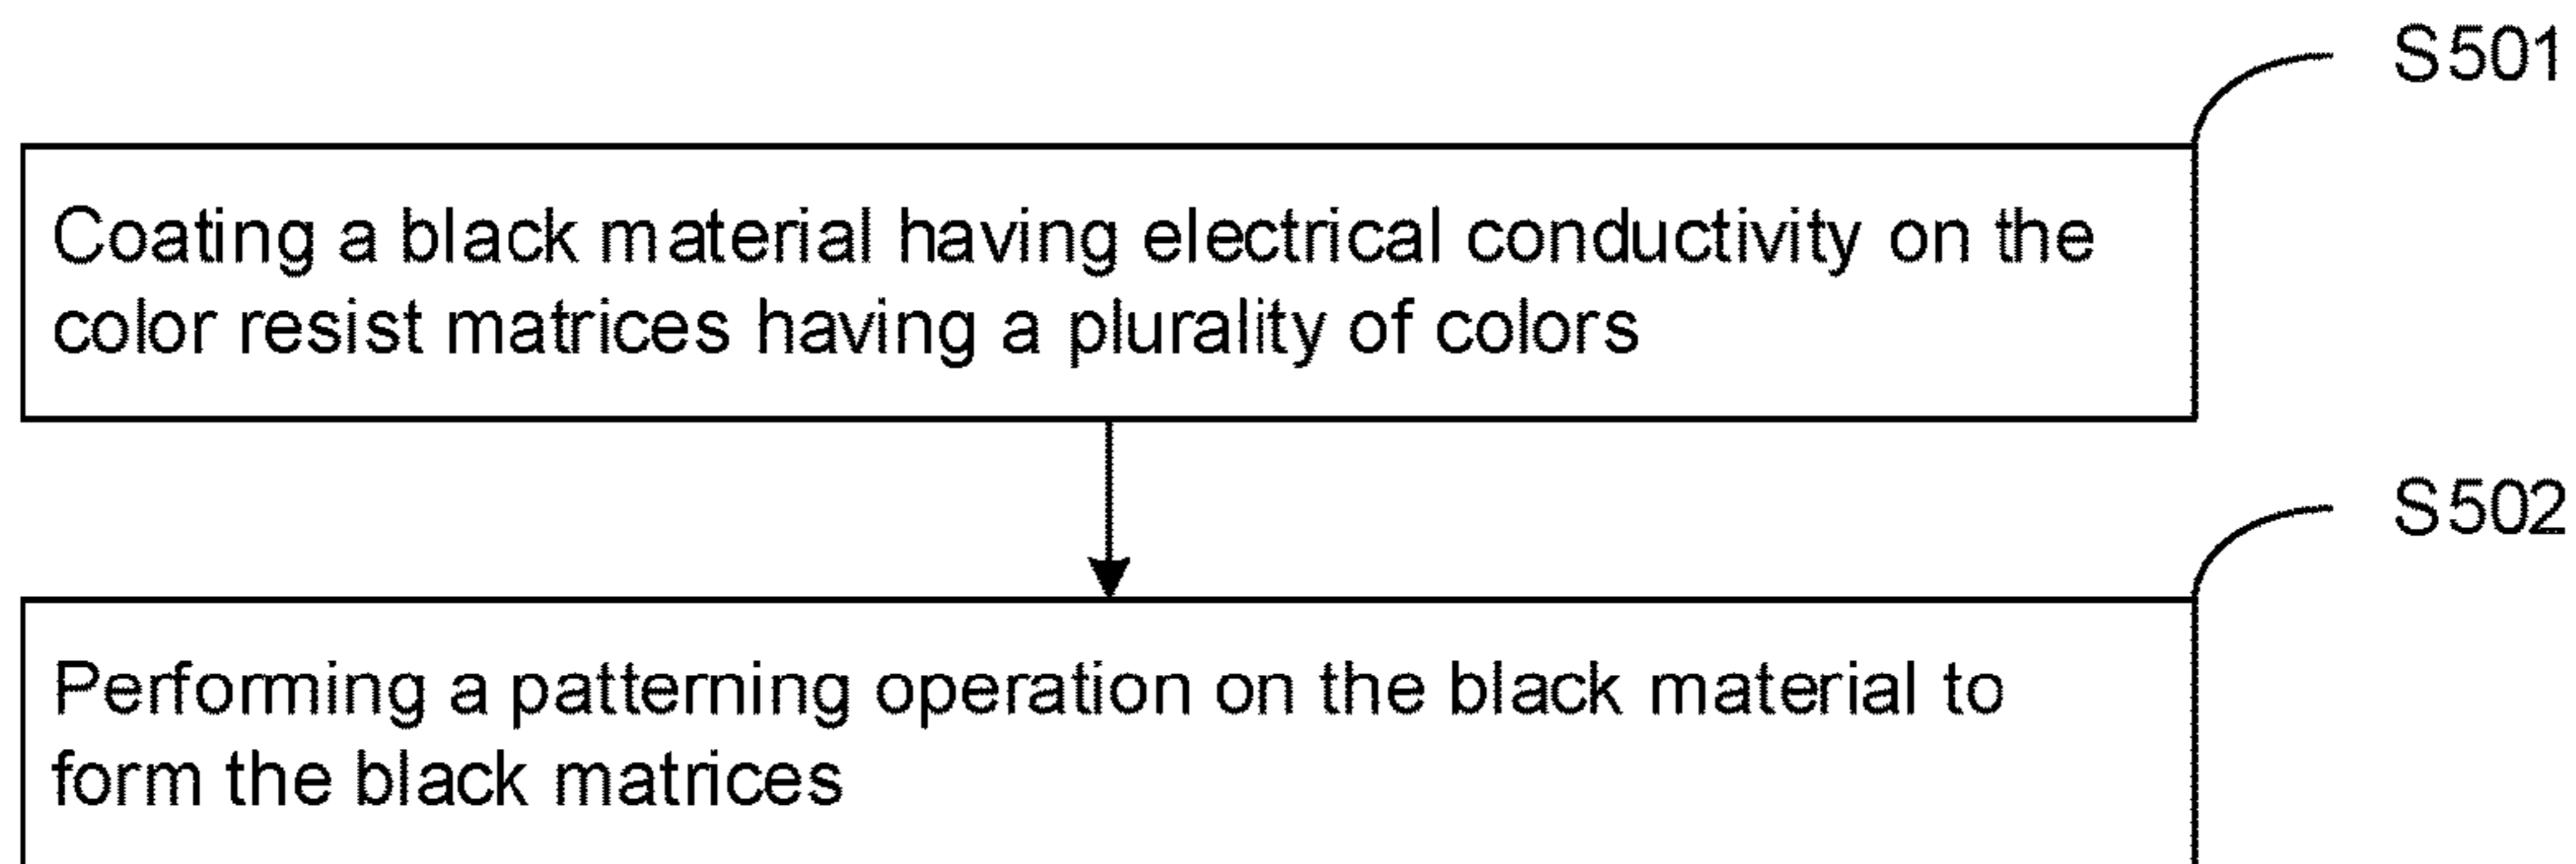 S501
Coating a black material having electrical conductivity on the
color resist matrices having a plurality of colors
S502
Performing a patterning operation on the black material to
form the black matrices